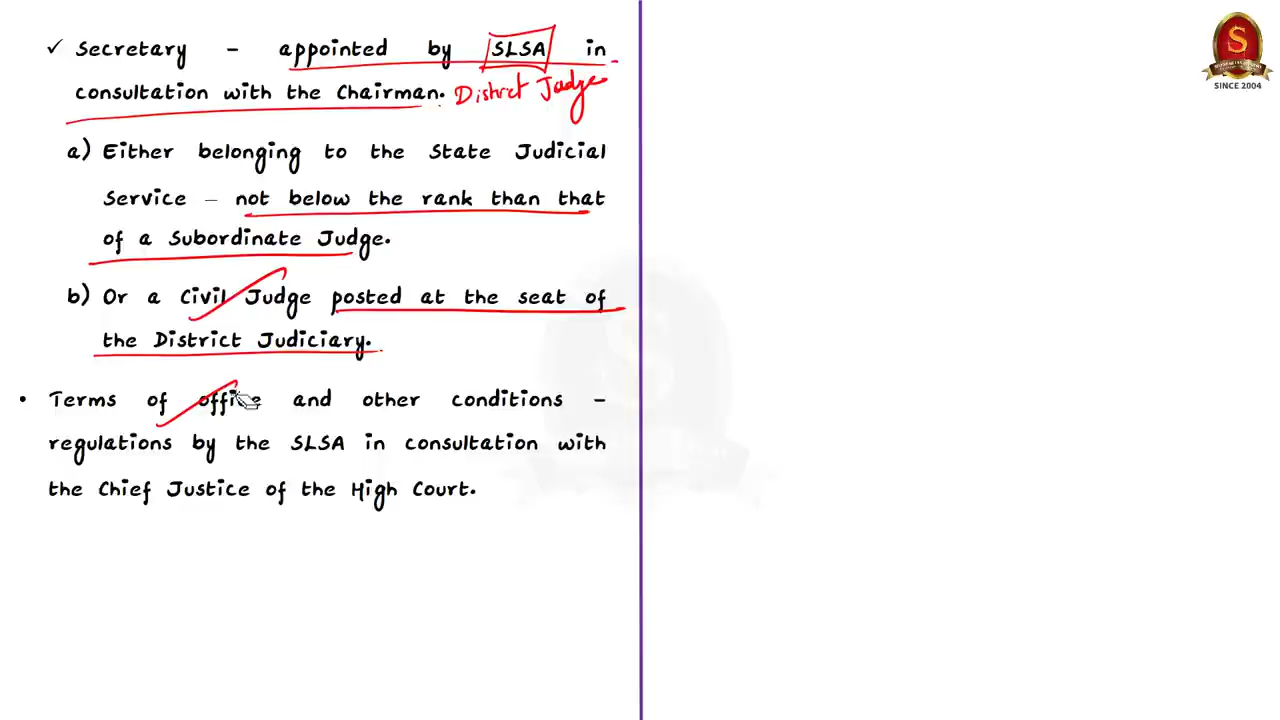 ✓ Secretary – appointed by SLSA in
consultation with the Chairman. District Judge
a) Either belonging to the State Judicial
Service – not below the rank than that
of a Subordinate Judge.
b) Or a Civil Judge posted at the seat of
the District Judiciary.
• Terms of office and other conditions –
regulations by the SLSA in consultation with
the Chief Justice of the High Court.
S
SINCE 2004